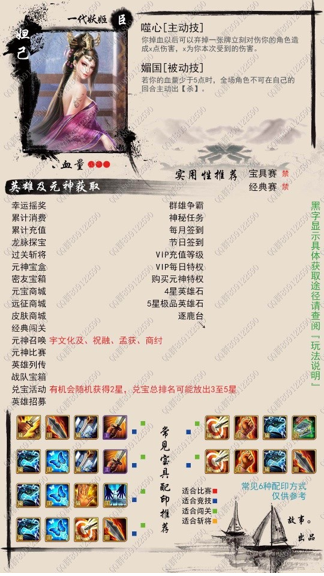 一代妖姬 臣
妲己
噬心[主动技]
你掉血以后可以弃掉一张牌立刻对伤你的角色造成x点伤害，x为你本次受到的伤害。
媚国[被动技]
若你的血量少于5点时，全场角色不可在自己的回合主动出【杀】。
血量
实用性推荐 宝具赛 禁
经典赛 禁
英雄及元神获取
幸运摇奖
累计消费
累计充值
龙脉探宝
过关斩将
元神宝盒
密友宝箱
元宝商城
远征商城
皮肤商城
经典闯关
元神召唤 宇文化及、祝融、孟获、商纣
元神比赛
英雄列传
战队宝箱
兑宝活动 有机会随机获得2星，兑宝总排名可能放出3至5星
英雄招募
群雄争霸
神秘任务
每月签到
节日签到
VIP充值等级
VIP每日特权
购买元神特权
4星英雄石
5星极品英雄石
逐鹿台
黑字显示具体获取途径请查阅『玩法说明』
常见宝具配印推荐
适合比赛
适合竞技
适合闯关
适合斩将
常见6种配印方式
仅供参考
故事。
出品